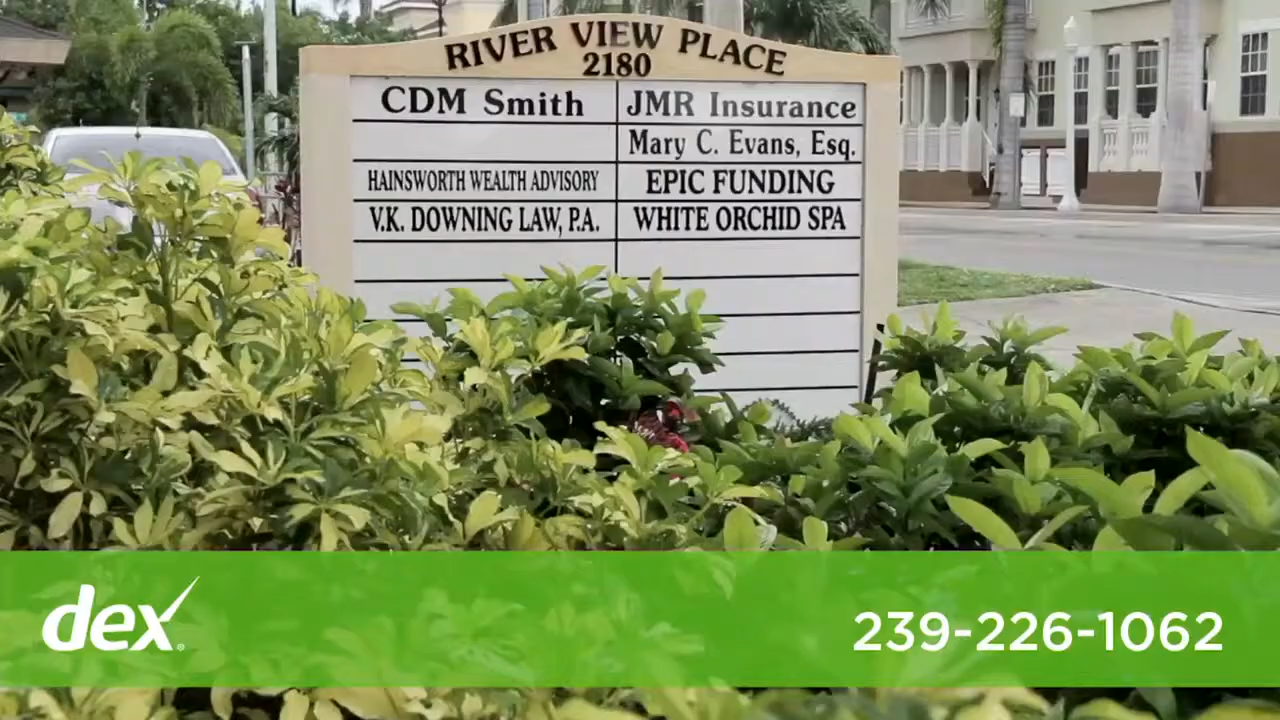 RIVER VIEW PLACE
2180
CDM Smith
JMR Insurance
Mary C. Evans, Esq.
HAINSWORTH WEALTH ADVISORY
EPIC FUNDING
V.K. DOWNING LAW, P.A.
WHITE ORCHID SPA
dex
239-226-1062